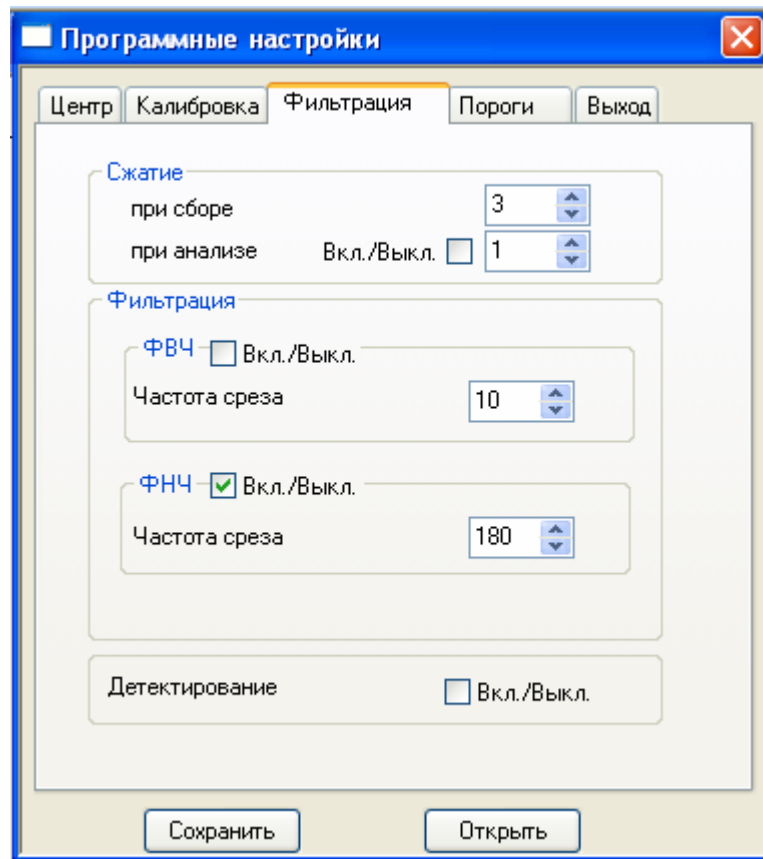 Программные настройки
Центр Калибровка Фильтрация Пороги Выход
Сжатие
при сборе 3
при анализе Вкл./Выкл. 1
Фильтрация
ФВЧ Вкл./Выкл.
Частота среза 10
ФНЧ Вкл./Выкл.
Частота среза 180
Детектирование Вкл./Выкл.
Сохранить Открыть